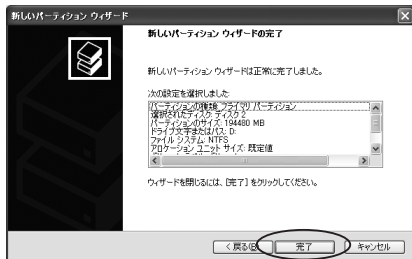 新しいパーティション ウィザード
新しいパーティション ウィザードの完了
新しいパーティション ウィザードは正常に完了しました。
次の設定を選択しました:
パーティションの種類: プライマリ パーティション
選択されたディスク: ディスク 2
パーティションのサイズ: 194480 MB
ドライブ文字またはパス: D:
ファイル システム: NTFS
アロケーション ユニット サイズ: 既定値
ウィザードを閉じるには、[完了] をクリックしてください。
< 戻る(B)
完了
キャンセル